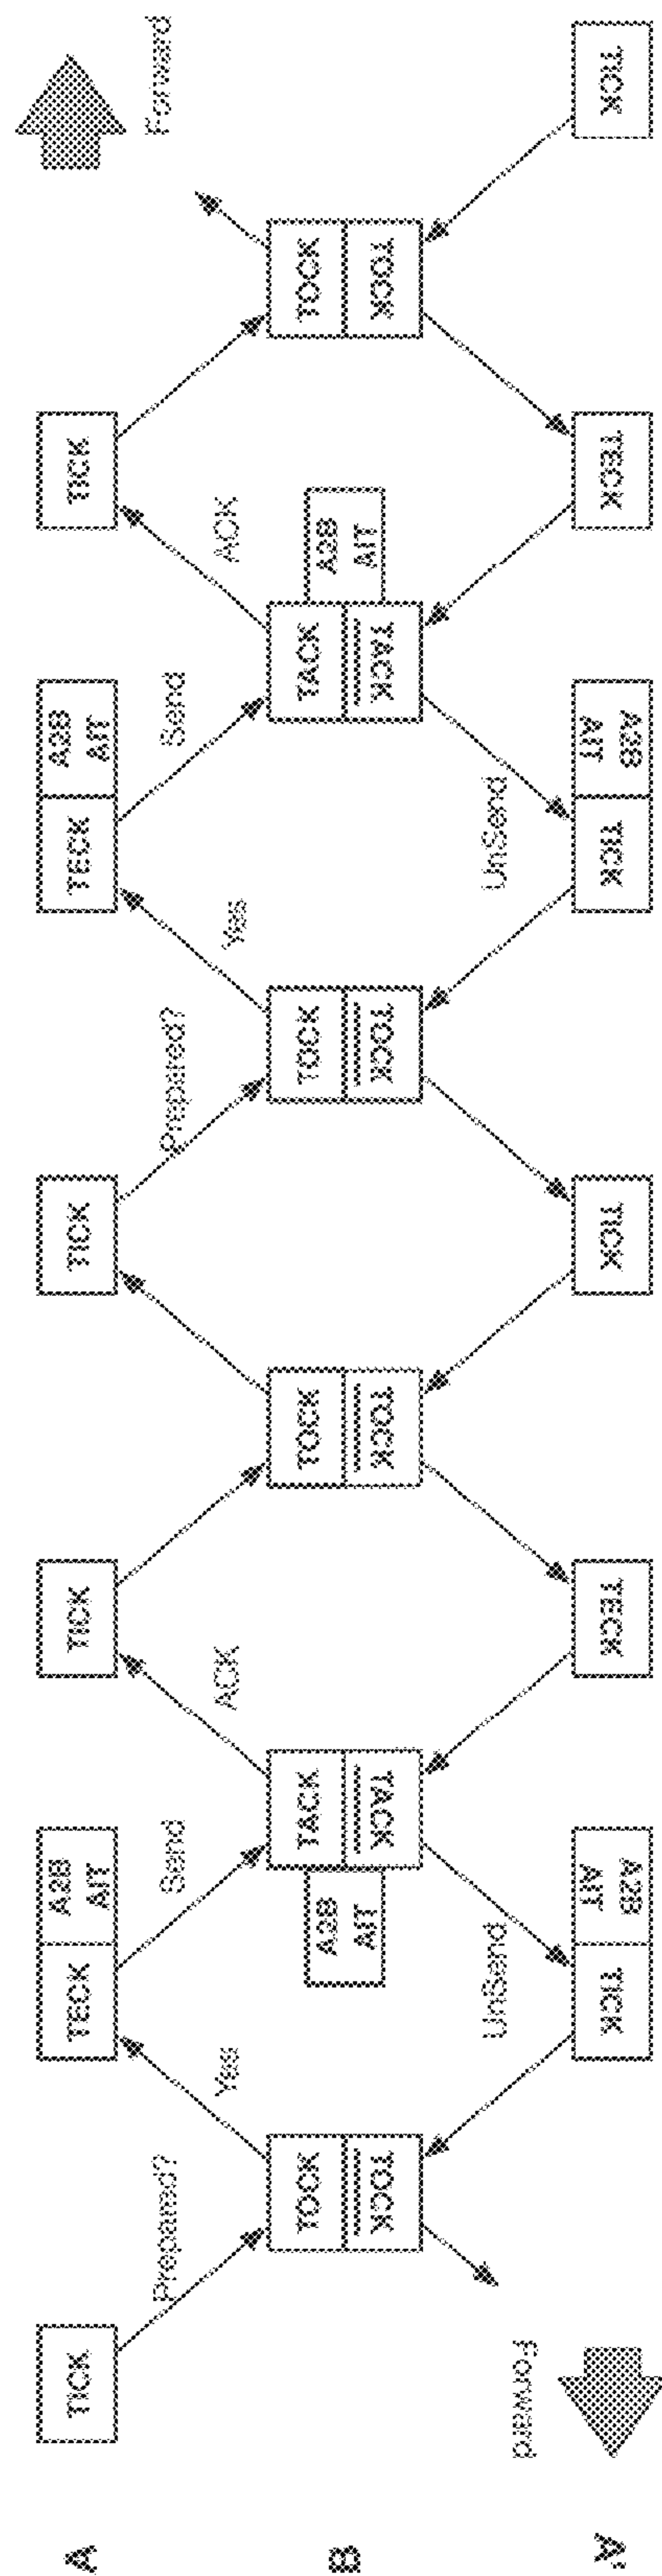 A
TICK
TECK
A2B
AIT
TICK
TICK
TECK
A2B
AIT
TICK
Forward
Prepared?
Yes
Send
ACK
Prepared?
Yes
Send
ACK
B
TOCK
TOCK
TACK
TACK
A2B
AIT
TOCK
TOCK
TOCK
TOCK
TACK
TACK
A2B
AIT
TOCK
TOCK
UnSend
UnSend
A'
Forward
TICK
A2B
AIT
TECK
TICK
TICK
A2B
AIT
TECK
TICK